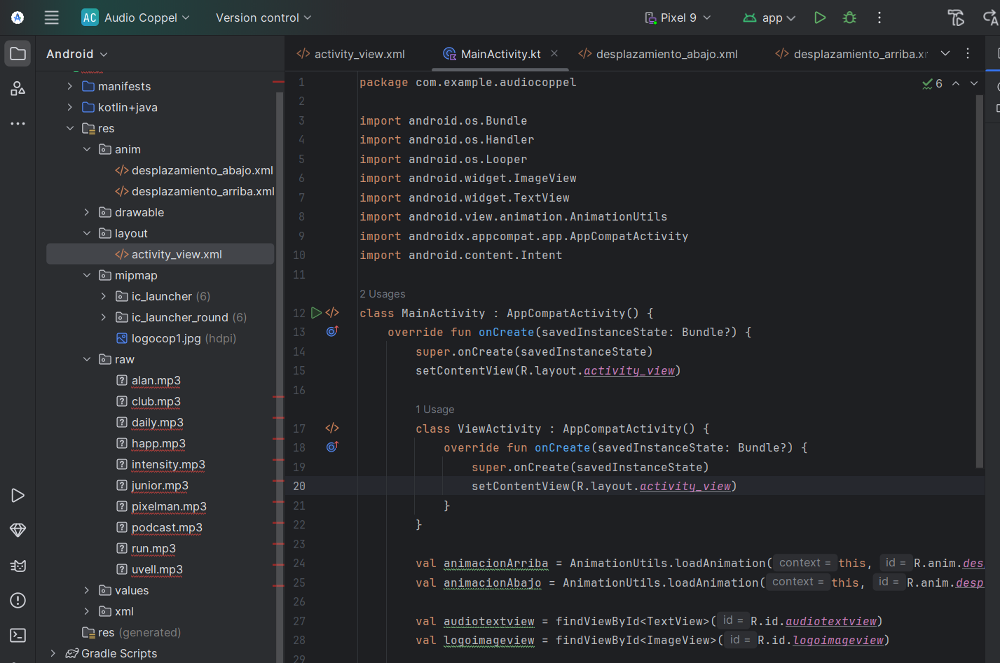 AC Audio Coppel Version control Pixel 9 app
Android
activity_view.xml MainActivity.kt desplazamiento_abajo.xml desplazamiento_arriba.x
manifests
kotlin+java
res
anim
desplazamiento_abajo.xml
desplazamiento_arriba.xml
drawable
layout
activity_view.xml
mipmap
ic_launcher (6)
ic_launcher_round (6)
logocop1.jpg (hdpi)
raw
alan.mp3
club.mp3
daily.mp3
happ.mp3
intensity.mp3
junior.mp3
pixelman.mp3
podcast.mp3
run.mp3
uvell.mp3
values
xml
res (generated)
Gradle Scripts
6
1 package com.example.audiocoppel
2
3 import android.os.Bundle
4 import android.os.Handler
5 import android.os.Looper
6 import android.widget.ImageView
7 import android.widget.TextView
8 import android.view.animation.AnimationUtils
9 import androidx.appcompat.app.AppCompatActivity
10 import android.content.Intent
11
2 Usages
12 class MainActivity : AppCompatActivity() {
13 override fun onCreate(savedInstanceState: Bundle?) {
14 super.onCreate(savedInstanceState)
15 setContentView(R.layout.activity_view)
16
1 Usage
17 class ViewActivity : AppCompatActivity() {
18 override fun onCreate(savedInstanceState: Bundle?) {
19 super.onCreate(savedInstanceState)
20 setContentView(R.layout.activity_view)
21 }
22 }
23
24 val animacionArriba = AnimationUtils.loadAnimation( context = this, id = R.anim.des
25 val animacionAbajo = AnimationUtils.loadAnimation( context = this, id = R.anim.desp
26
27 val audiotextview = findViewById<TextView>( id = R.id.audiotextview)
28 val logoimageview = findViewById<ImageView>( id = R.id.logoimageview)
29